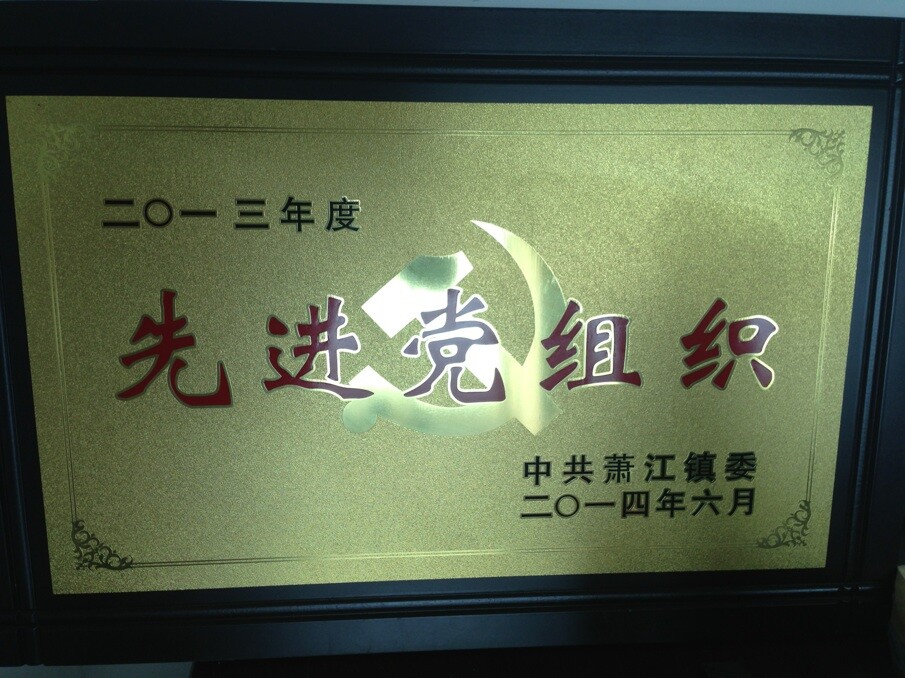 二〇一三年度
先进党组织
中共萧江镇委
二〇一四年六月